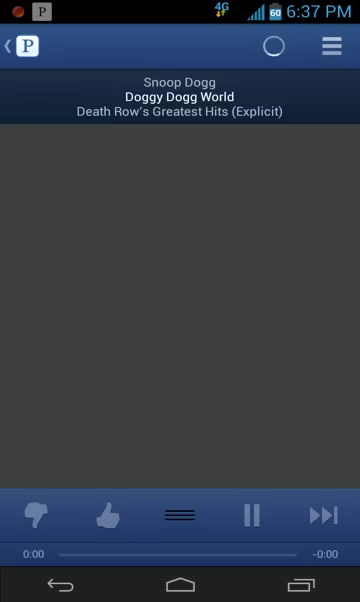 P
4G
60
6:37 PM
P
Snoop Dogg
Doggy Dogg World
Death Row's Greatest Hits (Explicit)
0:00
-0:00